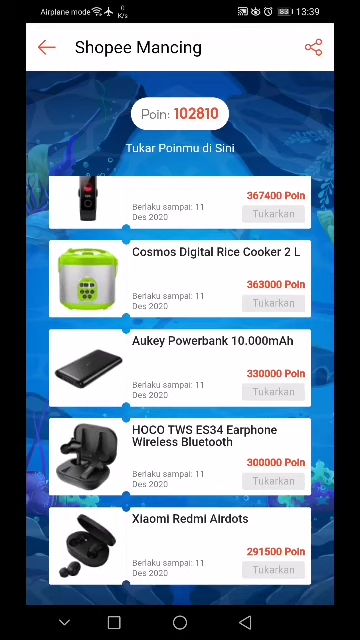 Airplane mode
0
K/s
13:39
Shopee Mancing
Poin: 102810
Tukar Poinmu di Sini
367400 Poin
Berlaku sampai: 11
Des 2020
Tukarkan
Cosmos Digital Rice Cooker 2 L
363000 Poin
Berlaku sampai: 11
Des 2020
Tukarkan
Aukey Powerbank 10.000mAh
330000 Poin
Berlaku sampai: 11
Des 2020
Tukarkan
HOCO TWS ES34 Earphone
Wireless Bluetooth
300000 Poin
Berlaku sampai: 11
Des 2020
Tukarkan
Xiaomi Redmi Airdots
291500 Poin
Berlaku sampai: 11
Des 2020
Tukarkan